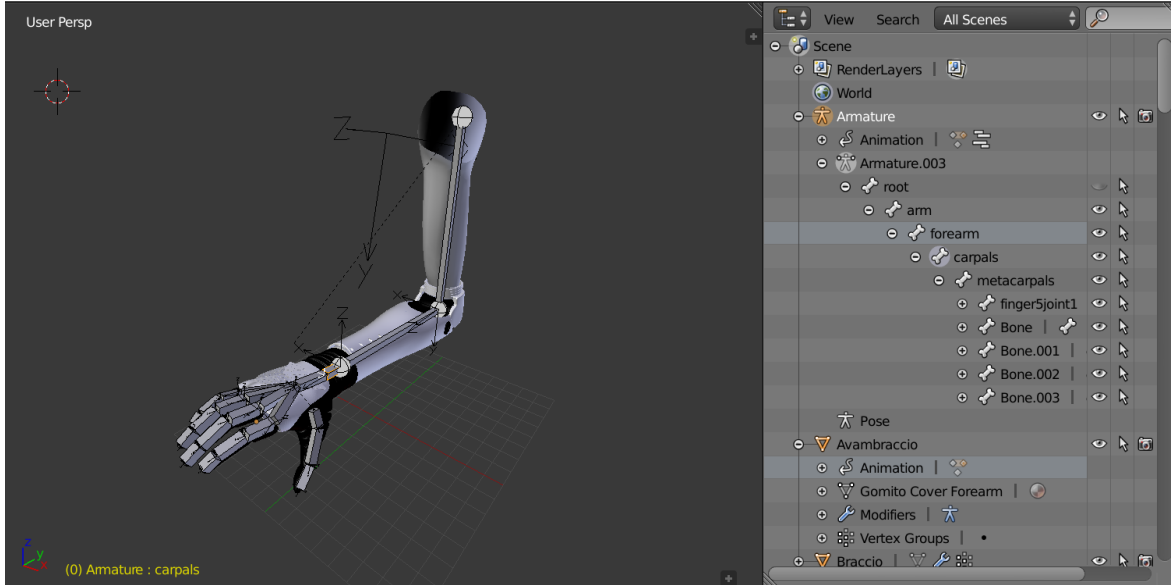 User Persp
View Search All Scenes
Scene
RenderLayers
World
Armature
Animation
Armature.003
root
arm
forearm
carpals
metacarpals
finger5joint1
Bone
Bone.001
Bone.002
Bone.003
Pose
Avambraccio
Animation
Gomito Cover Forearm
Modifiers
Vertex Groups
Braccio
Z
y
x
Z
x
z
y
x
(0) Armature : carpals